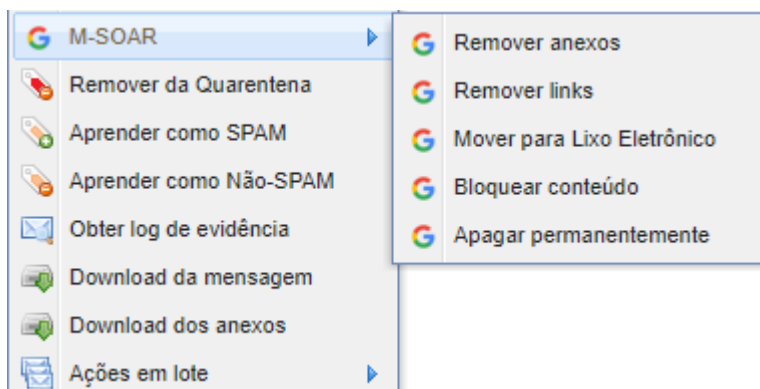 M-SOAR
Remover da Quarentena
Aprender como SPAM
Aprender como Não-SPAM
Obter log de evidência
Download da mensagem
Download dos anexos
Ações em lote
Remover anexos
Remover links
Mover para Lixo Eletrônico
Bloquear conteúdo
Apagar permanentemente